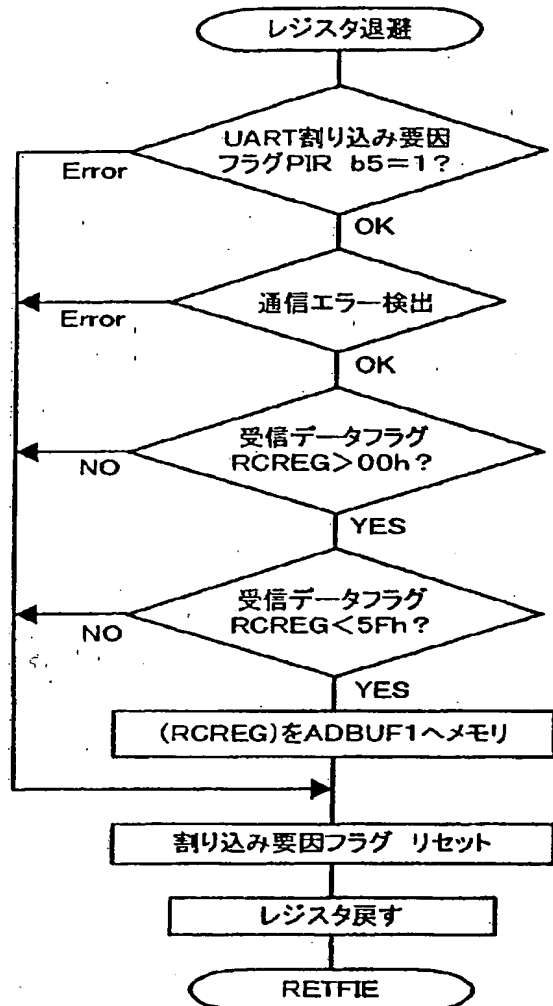 レジスタ退避
UART割り込み要因
フラグPIR b5=1?
Error
OK
通信エラー検出
Error
OK
受信データフラグ
RCREG>00h?
NO
YES
受信データフラグ
RCREG<5Fh?
NO
YES
(RCREG)をADBUF1へメモリ
割り込み要因フラグ リセット
レジスタ戻す
RETFIE